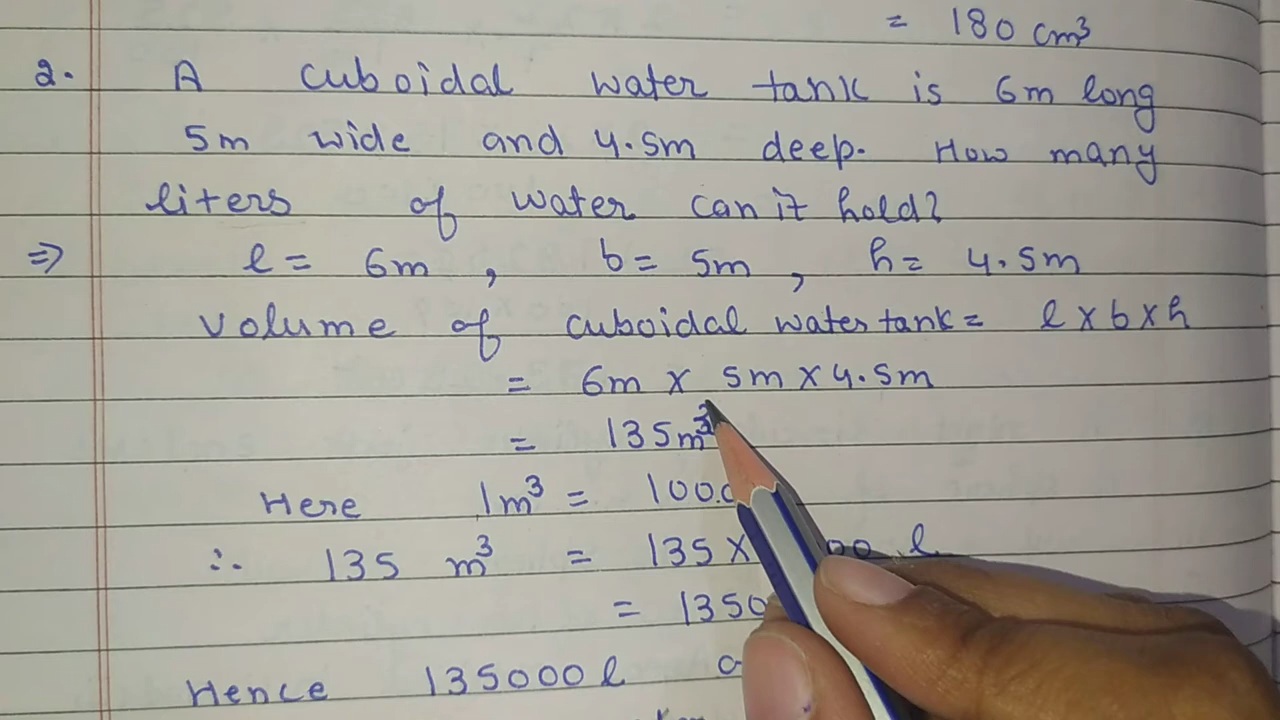 = 180 cm³
2. A cuboidal water tank is 6m long
5m wide and 4.5m deep. How many
liters of water can it hold?
⇒ l = 6m , b = 5m , h = 4.5m
Volume of cuboidal water tank = l × b × h
= 6m × 5m × 4.5m
= 135m³
Here 1m³ =
∴ 135 m³ = 135 × l
=
Hence 135000 l